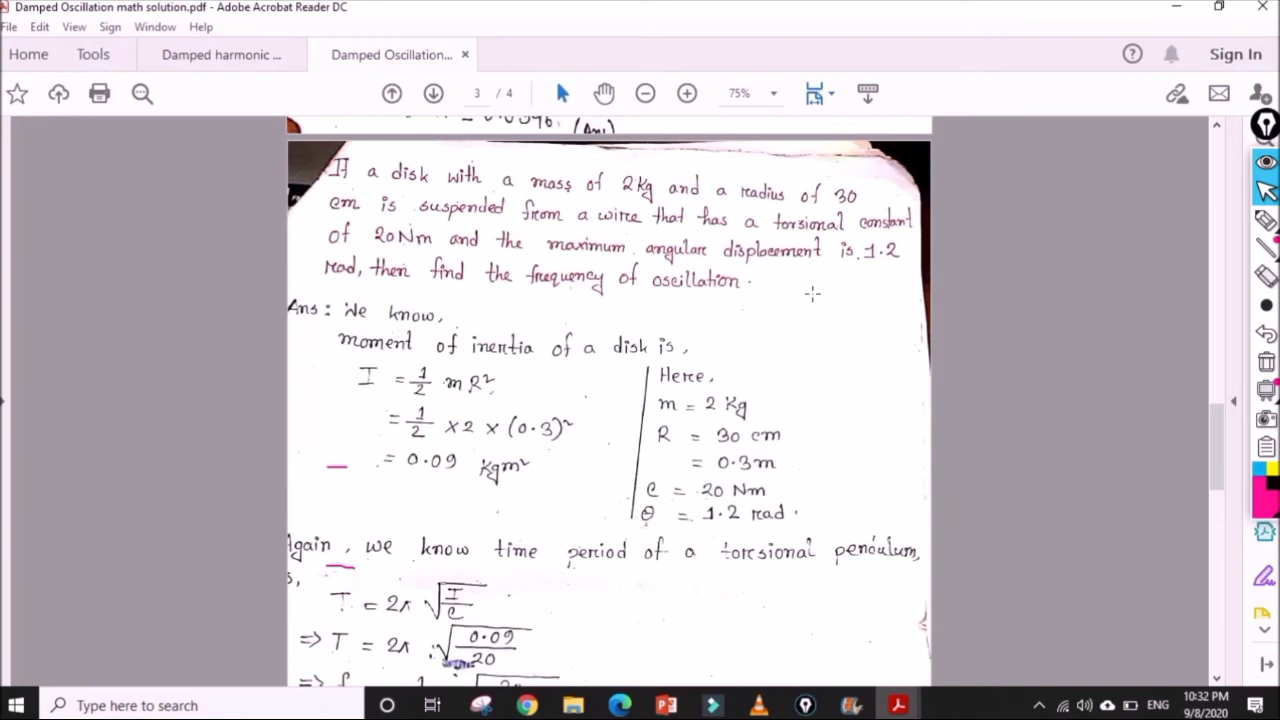 Damped Oscillation math solution.pdf - Adobe Acrobat Reader DC
File Edit View Sign Window Help
Home Tools Damped harmonic ... Damped Oscillation... × Sign In
3 / 4 75%
= 0.0596 (Ans)
If a disk with a mass of 2Kg and a radius of 30
cm is suspended from a wire that has a torsional constant
of 20Nm and the maximum angular displacement is 1.2
rad, then find the frequency of oscillation.
Ans: We know,
moment of inertia of a disk is,
I = 1/2 mR²
= 1/2 × 2 × (0.3)²
= 0.09 Kgm²
Here,
m = 2 Kg
R = 30 cm
= 0.3m
C = 20 Nm
θ = 1.2 rad.
Again, we know time period of a torsional pendulum,
s,
T = 2π √(I/C)
=> T = 2π √(0.09/20)
=> f
Type here to search
ENG
10:32 PM
9/8/2020